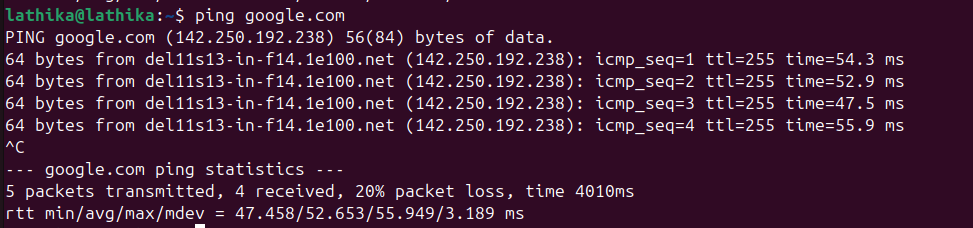 lathika@lathika:~$ ping google.com
PING google.com (142.250.192.238) 56(84) bytes of data.
64 bytes from del11s13-in-f14.1e100.net (142.250.192.238): icmp_seq=1 ttl=255 time=54.3 ms
64 bytes from del11s13-in-f14.1e100.net (142.250.192.238): icmp_seq=2 ttl=255 time=52.9 ms
64 bytes from del11s13-in-f14.1e100.net (142.250.192.238): icmp_seq=3 ttl=255 time=47.5 ms
64 bytes from del11s13-in-f14.1e100.net (142.250.192.238): icmp_seq=4 ttl=255 time=55.9 ms
^C
--- google.com ping statistics ---
5 packets transmitted, 4 received, 20% packet loss, time 4010ms
rtt min/avg/max/mdev = 47.458/52.653/55.949/3.189 ms